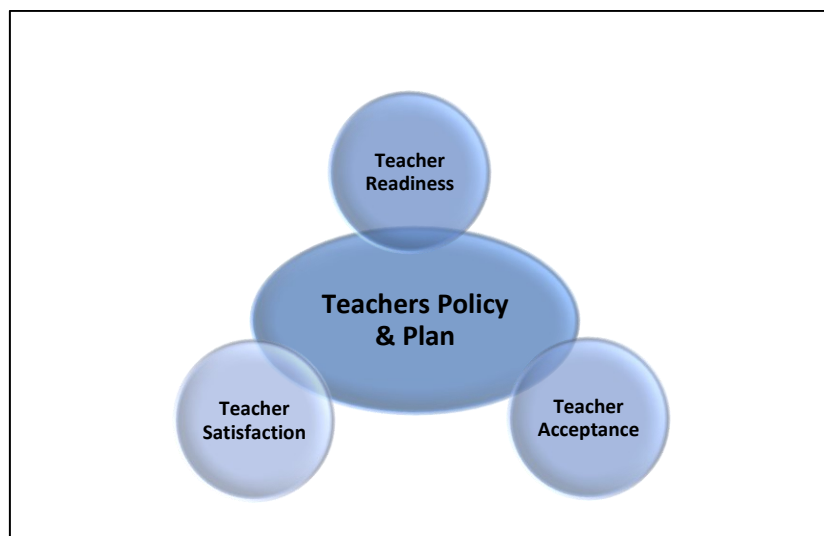 Teacher
Readiness
Teachers Policy
& Plan
Teacher
Satisfaction
Teacher
Acceptance